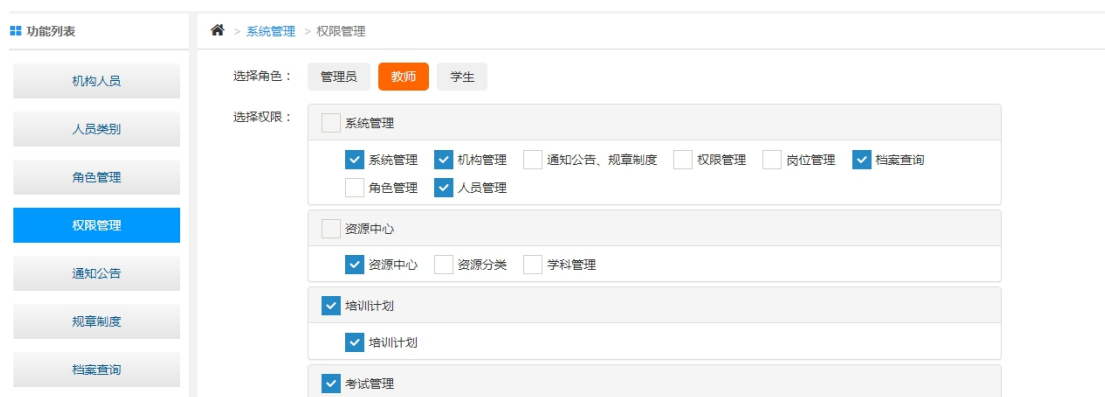 功能列表
> 系统管理 > 权限管理
机构人员
人员类别
角色管理
权限管理
通知公告
规章制度
档案查询
选择角色： 管理员 教师 学生
选择权限：
系统管理
系统管理 机构管理 通知公告、规章制度 权限管理 岗位管理 档案查询
角色管理 人员管理
资源中心
资源中心 资源分类 学科管理
培训计划
培训计划
考试管理